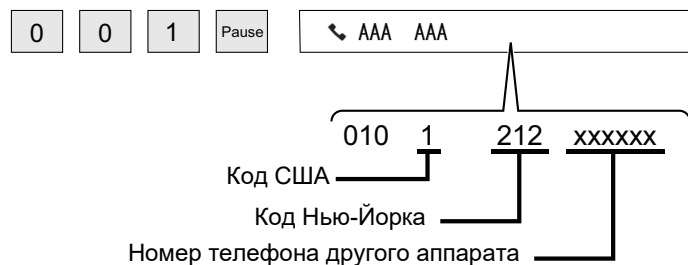 0 0 1 Pause AAA AAA
010 1 212 xxxxxx
Код США
Код Нью-Йорка
Номер телефона другого аппарата